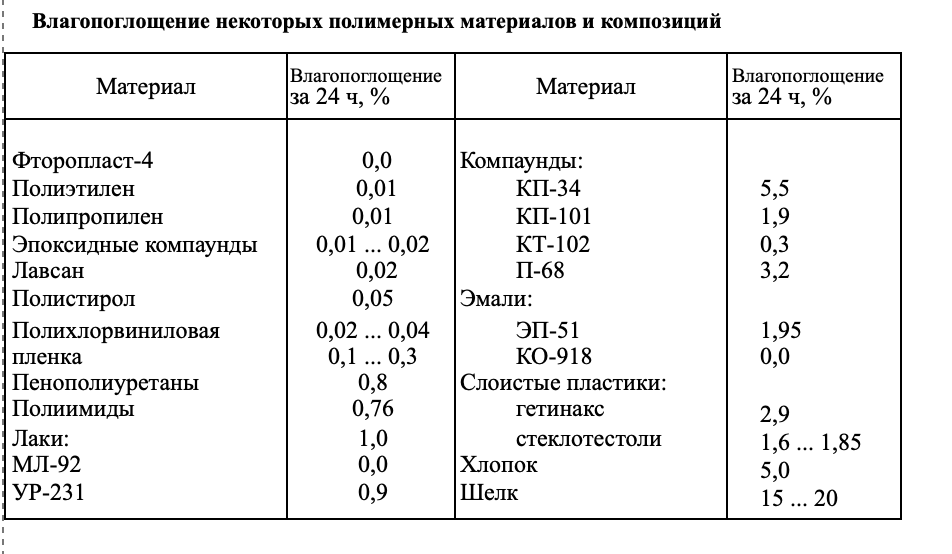 Влагопоглощение некоторых полимерных материалов и композиций
Материал
Влагопоглощение
за 24 ч, %
Материал
Влагопоглощение
за 24 ч, %
Фторопласт-4 0,0
Полиэтилен 0,01
Полипропилен 0,01
Эпоксидные компаунды 0,01 ... 0,02
Лавсан 0,02
Полистирол 0,05
Полихлорвиниловая 0,02 ... 0,04
пленка 0,1 ... 0,3
Пенополиуретаны 0,8
Полиимиды 0,76
Лаки: 1,0
МЛ-92 0,0
УР-231 0,9
Компаунды:
КП-34 5,5
КП-101 1,9
КТ-102 0,3
П-68 3,2
Эмали:
ЭП-51 1,95
КО-918 0,0
Слоистые пластики:
гетинакс 2,9
стеклотестоли 1,6 ... 1,85
Хлопок 5,0
Шелк 15 ... 20